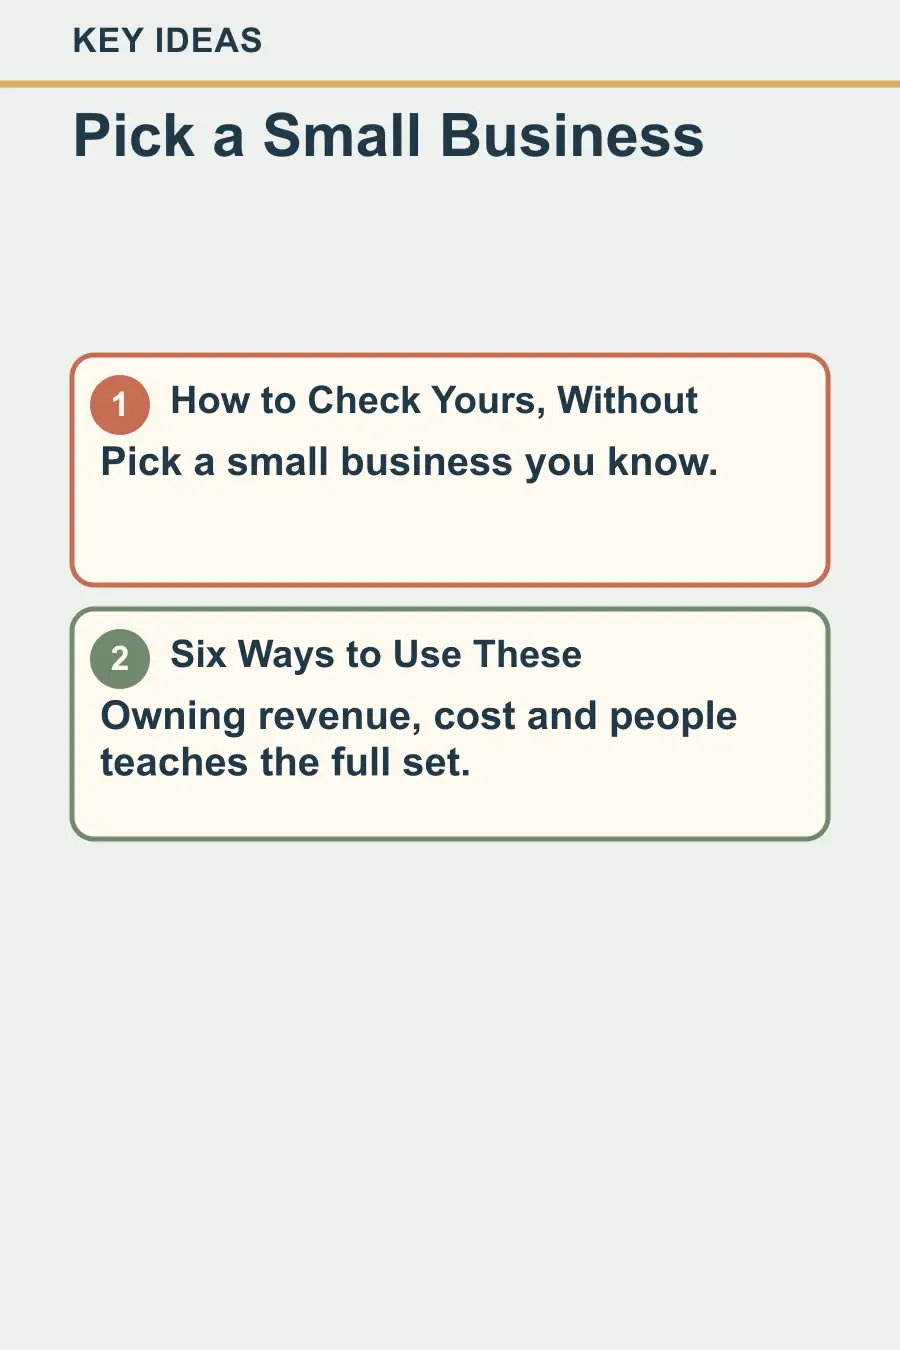 KEY IDEAS
Pick a Small Business
1 How to Check Yours, Without
Pick a small business you know.
2 Six Ways to Use These
Owning revenue, cost and people
teaches the full set.